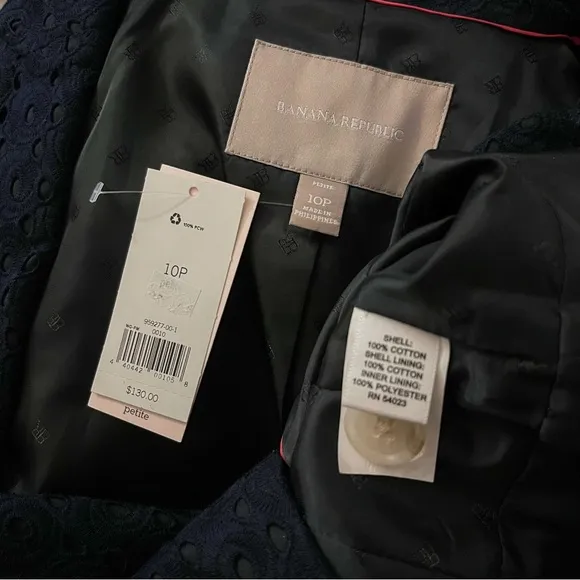 BANANA REPUBLIC
PETITE
10P
MADE IN
PHILIPPINES
100% PCW
10P
959277-00-1
0010
4 40442 00105 8
$130.00
petite
SHELL:
100% COTTON
SHELL LINING:
100% COTTON
INNER LINING:
100% POLYESTER
RN 54023